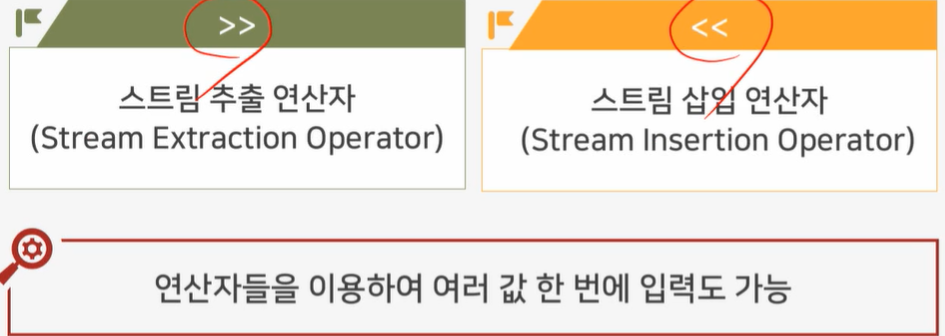 >>
스트림 추출 연산자
(Stream Extraction Operator)
<<
스트림 삽입 연산자
(Stream Insertion Operator)
연산자들을 이용하여 여러 값 한 번에 입력도 가능